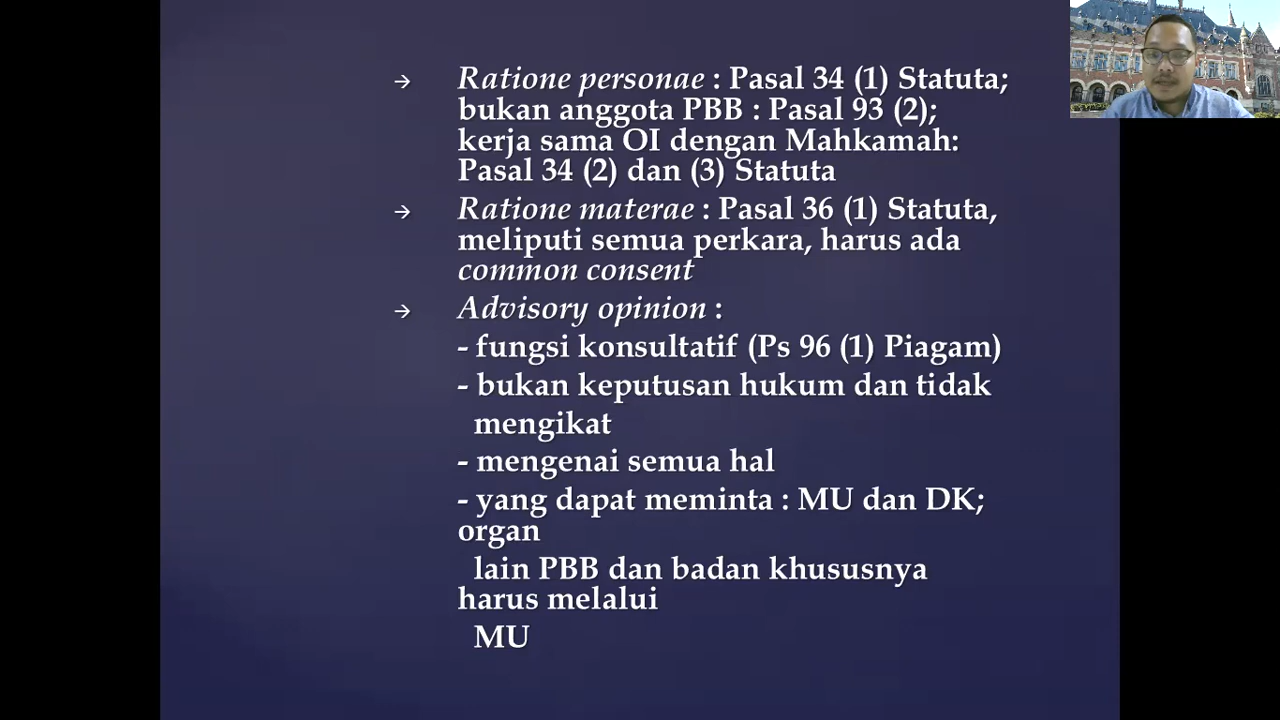 → Ratione personae : Pasal 34 (1) Statuta;
bukan anggota PBB : Pasal 93 (2);
kerja sama OI dengan Mahkamah:
Pasal 34 (2) dan (3) Statuta
→ Ratione materae : Pasal 36 (1) Statuta,
meliputi semua perkara, harus ada
common consent
→ Advisory opinion :
- fungsi konsultatif (Ps 96 (1) Piagam)
- bukan keputusan hukum dan tidak
mengikat
- mengenai semua hal
- yang dapat meminta : MU dan DK;
organ
lain PBB dan badan khususnya
harus melalui
MU